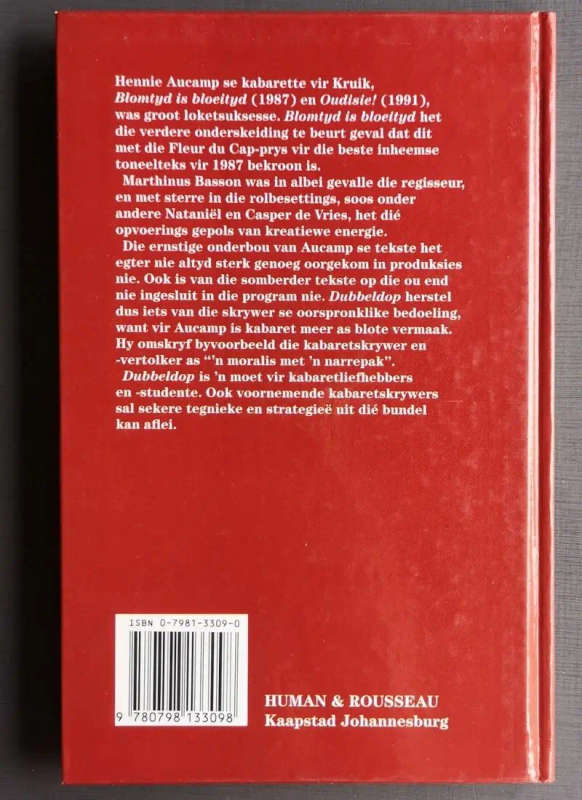 Hennie Aucamp se kabarette vir Kruik,
Blomtyd is bloeityd (1987) en Oudisie! (1991),
was groot loketsuksesse. Blomtyd is bloeityd het
die verdere onderskeiding te beurt geval dat dit
met die Fleur du Cap-prys vir die beste inheemse
toneelteks vir 1987 bekroon is.
Marthinus Basson was in albei gevalle die regisseur,
en met sterre in die rolbesettings, soos onder
andere Nataniël en Casper de Vries, het dié
opvoerings gepols van kreatiewe energie.
Die ernstige onderbou van Aucamp se tekste het
egter nie altyd sterk genoeg oorgekom in produksies
nie. Ook is van die somberder tekste op die ou end
nie ingesluit in die program nie. Dubbeldop herstel
dus iets van die skrywer se oorspronklike bedoeling,
want vir Aucamp is kabaret meer as blote vermaak.
Hy omskryf byvoorbeeld die kabaretskrywer en
-vertolker as “’n moralis met ’n narrepak”.
Dubbeldop is ’n moet vir kabaretliefhebbers
en -studente. Ook voornemende kabaretskrywers
sal sekere tegnieke en strategieë uit dié bundel
kan aflei.
ISBN 0-7981-3309-0
9 780798 133098
HUMAN & ROUSSEAU
Kaapstad Johannesburg